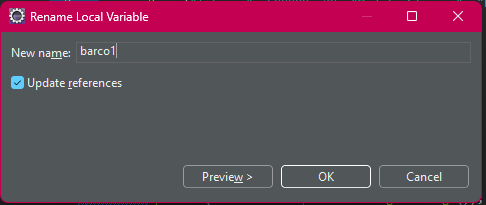 Rename Local Variable
New name: barco1
Update references
Preview > OK Cancel